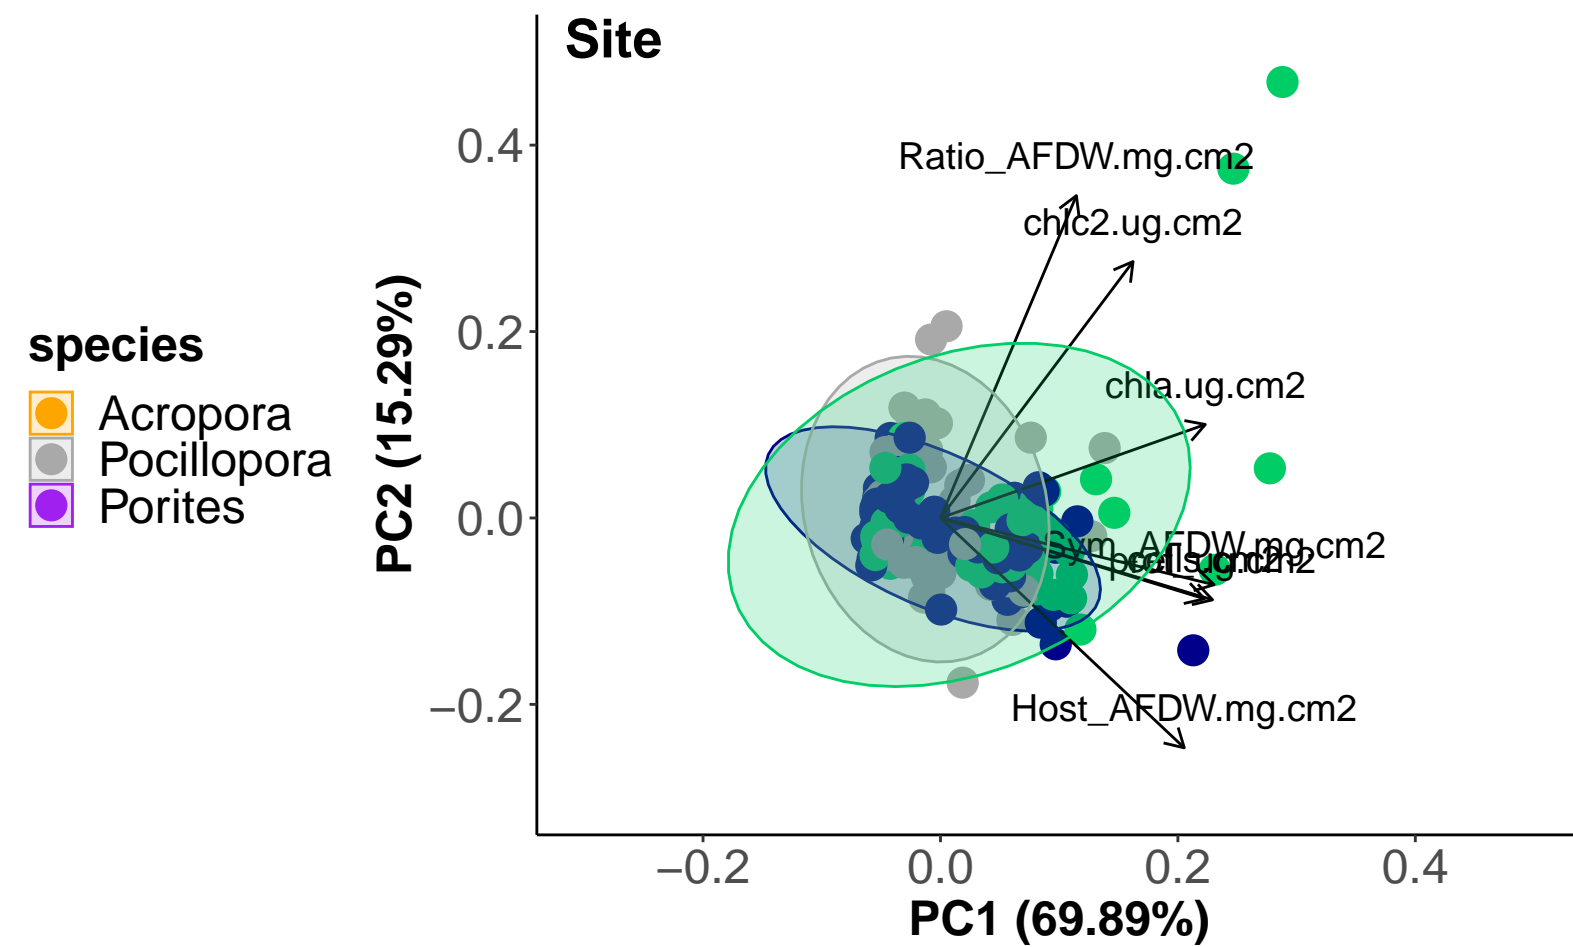 Site
species
Acropora
Pocillopora
Porites
PC2 (15.29%)
0.4
0.2
0.0
−0.2
Ratio_AFDW.mg.cm2
chlc2.ug.cm2
chla.ug.cm2
Sym_AFDW.mg.cm2
Host_AFDW.mg.cm2
−0.2
0.0
0.2
0.4
PC1 (69.89%)